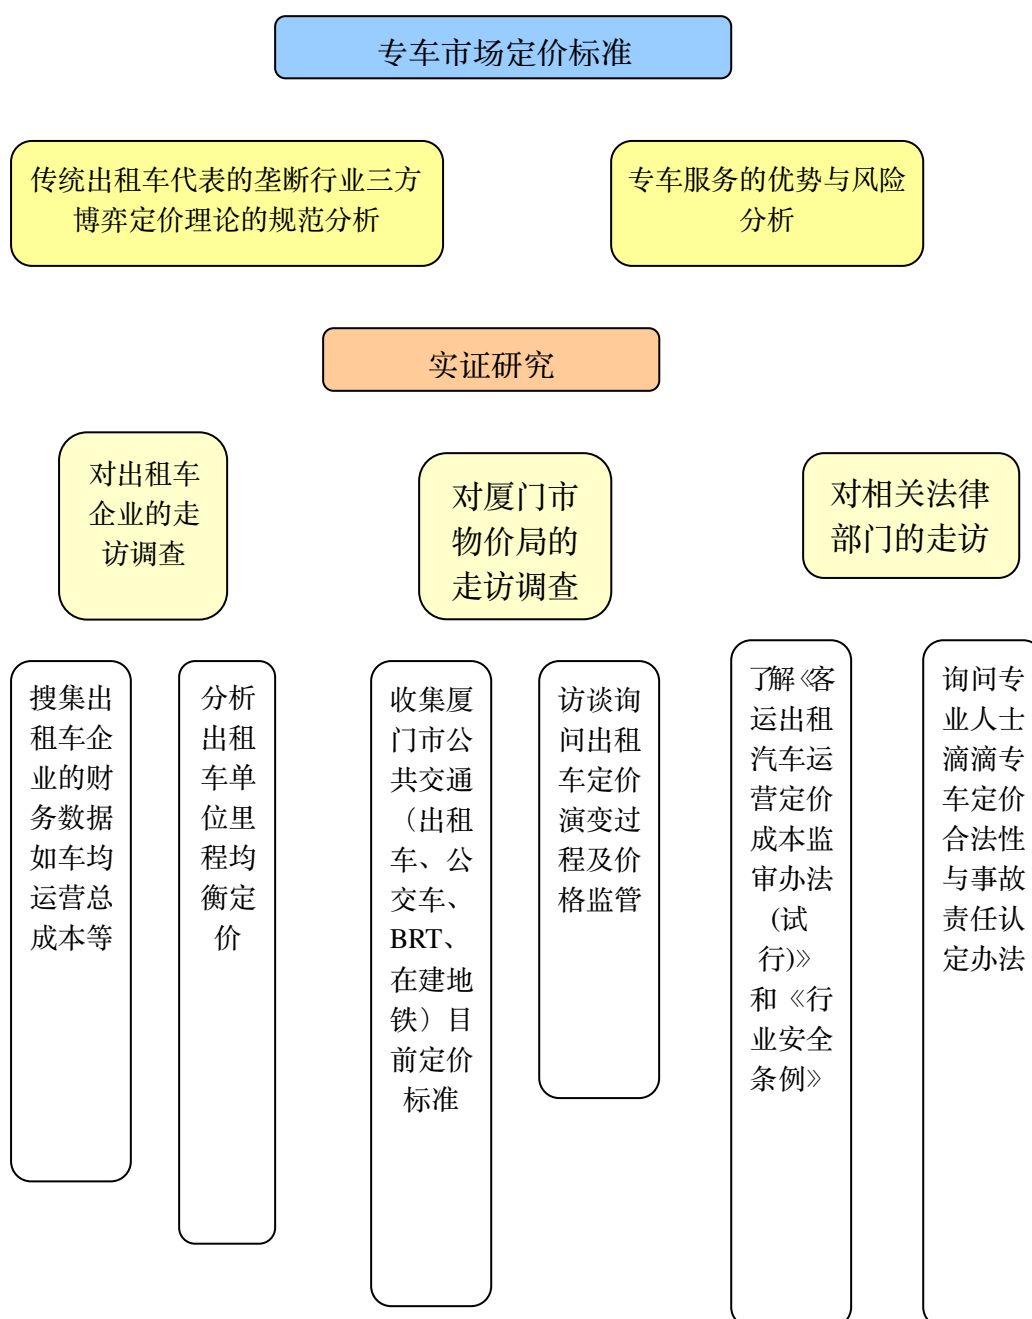 专车市场定价标准
传统出租车代表的垄断行业三方
博弈定价理论的规范分析
专车服务的优势与风险
分析
实证研究
对出租车
企业的走
访调查
对厦门市
物价局的
走访调查
对相关法律
部门的走访
搜集出
租车企
业的财
务数据
如车均
运营总
成本等
分析
出租
车单
位里
程均
衡定
价
收集厦
门市公
共交通
（出租
车、公
交车、
BRT、
在建地
铁）目
前定价
标准
访谈询
问出租
车定价
演变过
程及价
格监管
了解《客
运出租
汽车运
营定价
成本监
审办法
(试
行)》
和《行
业安全
条例》
询问专
业人士
滴滴专
车定价
合法性
与事故
责任认
定办法